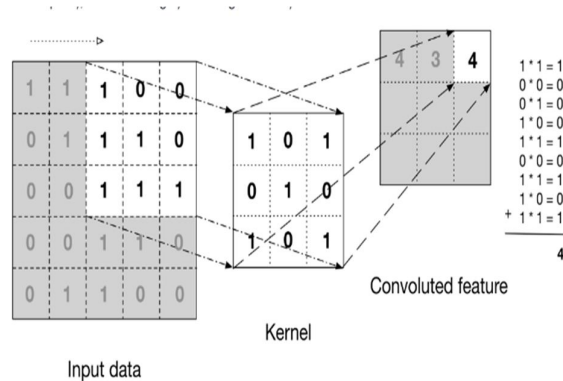 1 1 1 0 0
0 1 1 1 0
0 0 1 1 1
0 0 1 1 0
0 1 1 0 0
Input data
1 0 1
0 1 0
1 0 1
Kernel
4 3 4
Convoluted feature
1 * 1 = 1
0 * 0 = 0
0 * 1 = 0
1 * 0 = 0
1 * 1 = 1
0 * 0 = 0
1 * 1 = 1
1 * 0 = 0
+ 1 * 1 = 1
4